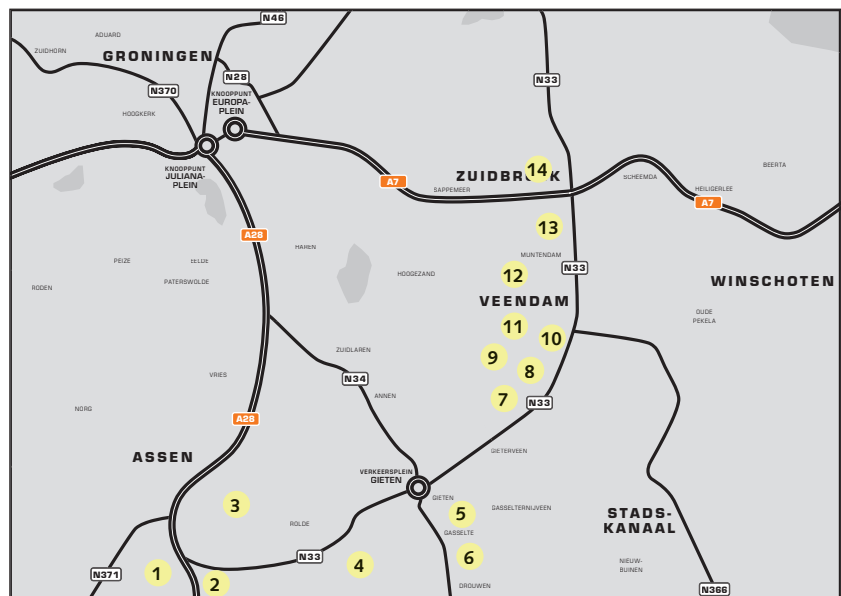 N46
ADUARD
ZUIDHORN
GRONINGEN
N28
N33
N370
KNOOPPUNT
EUROPA-
PLEIN
HOOGKERK
KNOOPPUNT
JULIANA-
PLEIN
A7
ZUIDBROEK
14
SAPPEMEER
SCHEEMDA
BEERTA
HEILIGERLEE
A7
A28
13
HAREN
MUNTENDAM
PEIZE
EELDE
PATERSWOLDE
RODEN
HOOGEZAND
12
N33
WINSCHOTEN
VEENDAM
OUDE
PEKELA
11
10
ZUIDLAREN
9
8
VRIES
N34
ANNEN
7
N33
NORG
A28
ASSEN
GIETERVEEN
VERKEERSPLEIN
GIETEN
3
GIETEN
5
GASSELTERNIJVEEN
STADS-
KANAAL
ROLDE
GASSELTE
N33
4
6
NIEUW-
BUINEN
N371
1
2
DROUWEN
N366